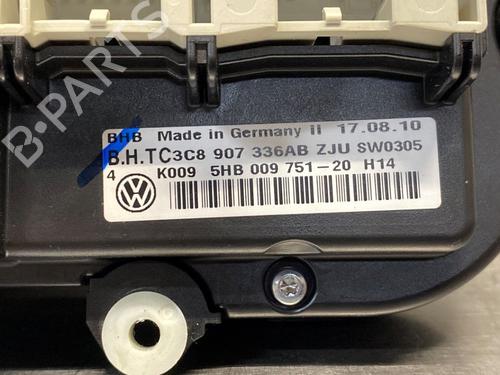 BHB Made in Germany II 17.08.10
B.H.TC3C8 907 336AB ZJU SW0305
4 K009 5HB 009 751-20 H14
B-PARTS